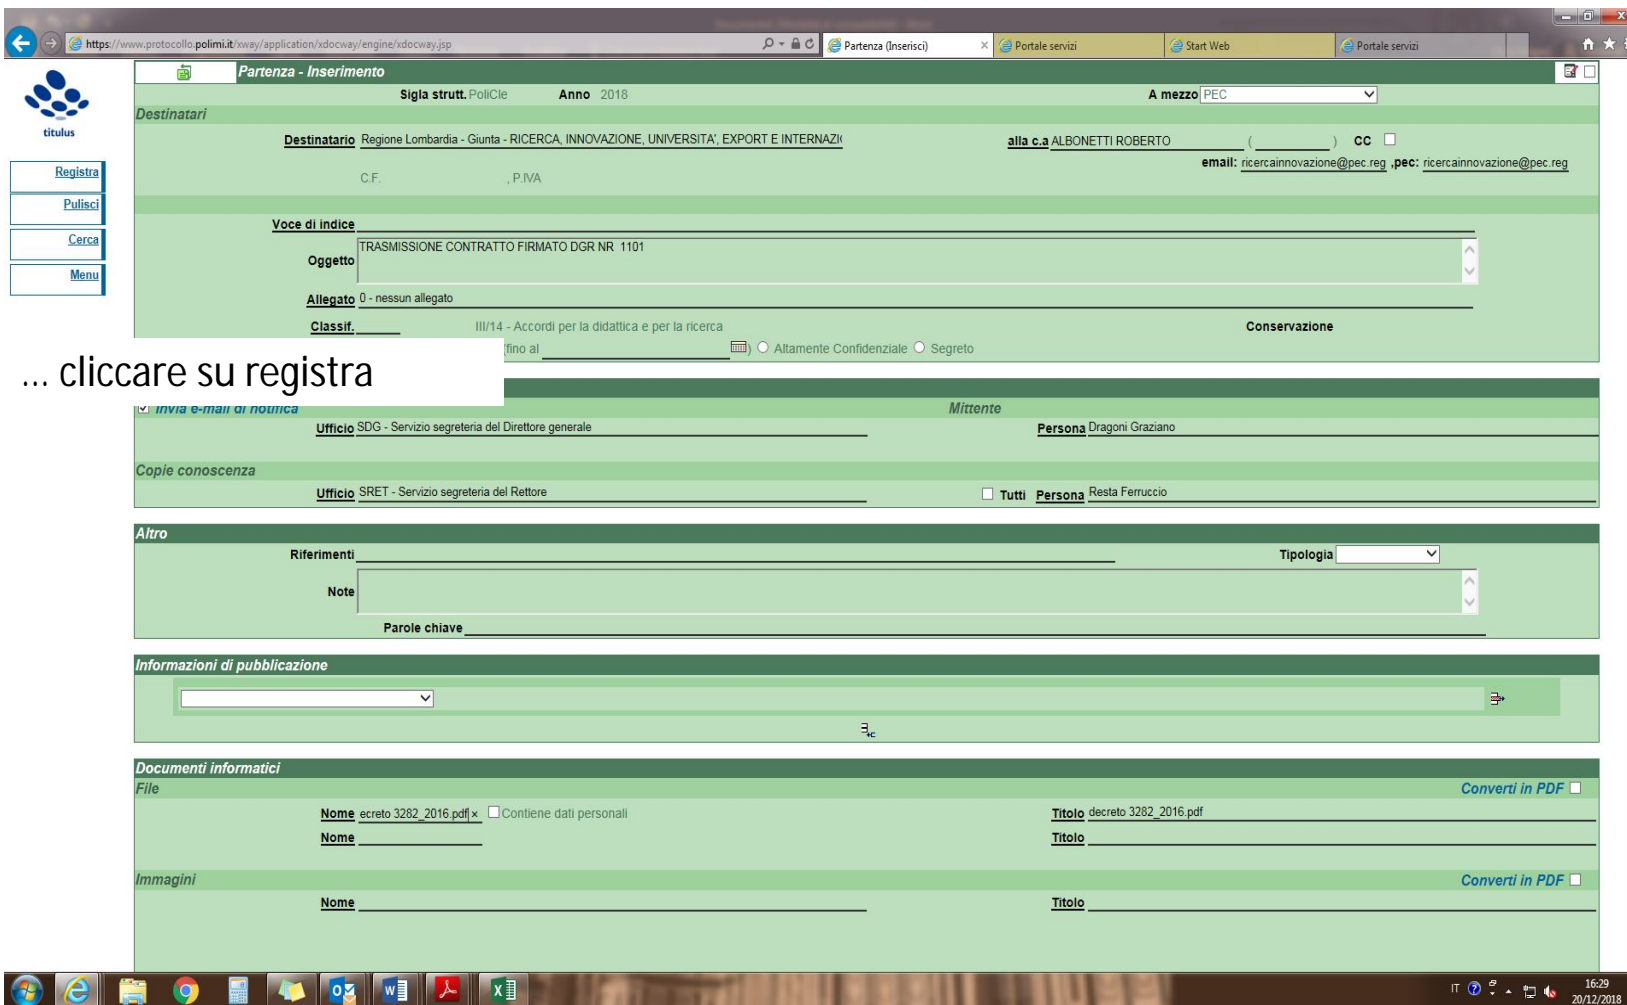 https://www.protocollo.polimi.it/xway/application/xdocway/engine/xdocway.jsp
Partenza (Inserisci)
Portale servizi
Start Web
Portale servizi
titulus
Registra
Pulisci
Cerca
Menu
Partenza - Inserimento
Sigla strutt. PoliCle Anno 2018 A mezzo PEC
Destinatari
Destinatario Regione Lombardia - Giunta - RICERCA, INNOVAZIONE, UNIVERSITA', EXPORT E INTERNAZI
alla c.a ALBONETTI ROBERTO ( ) CC
email: ricercainnovazione@pec.reg ,pec: ricercainnovazione@pec.reg
C.F. , P.IVA
Voce di indice
Oggetto TRASMISSIONE CONTRATTO FIRMATO DGR NR 1101
Allegato 0 - nessun allegato
Classif. III/14 - Accordi per la didattica e per la ricerca Conservazione
(fino al ) Altamente Confidenziale Segreto
... cliccare su registra
Invia e-mail di notifica Mittente
Ufficio SDG - Servizio segreteria del Direttore generale Persona Dragoni Graziano
Copie conoscenza
Ufficio SRET - Servizio segreteria del Rettore Tutti Persona Resta Ferruccio
Altro
Riferimenti Tipologia
Note
Parole chiave
Informazioni di pubblicazione
Documenti informatici
File Converti in PDF
Nome ecreto 3282_2016.pdf × Contiene dati personali Titolo decreto 3282_2016.pdf
Nome Titolo
Immagini Converti in PDF
Nome Titolo
IT 16:29
20/12/2018